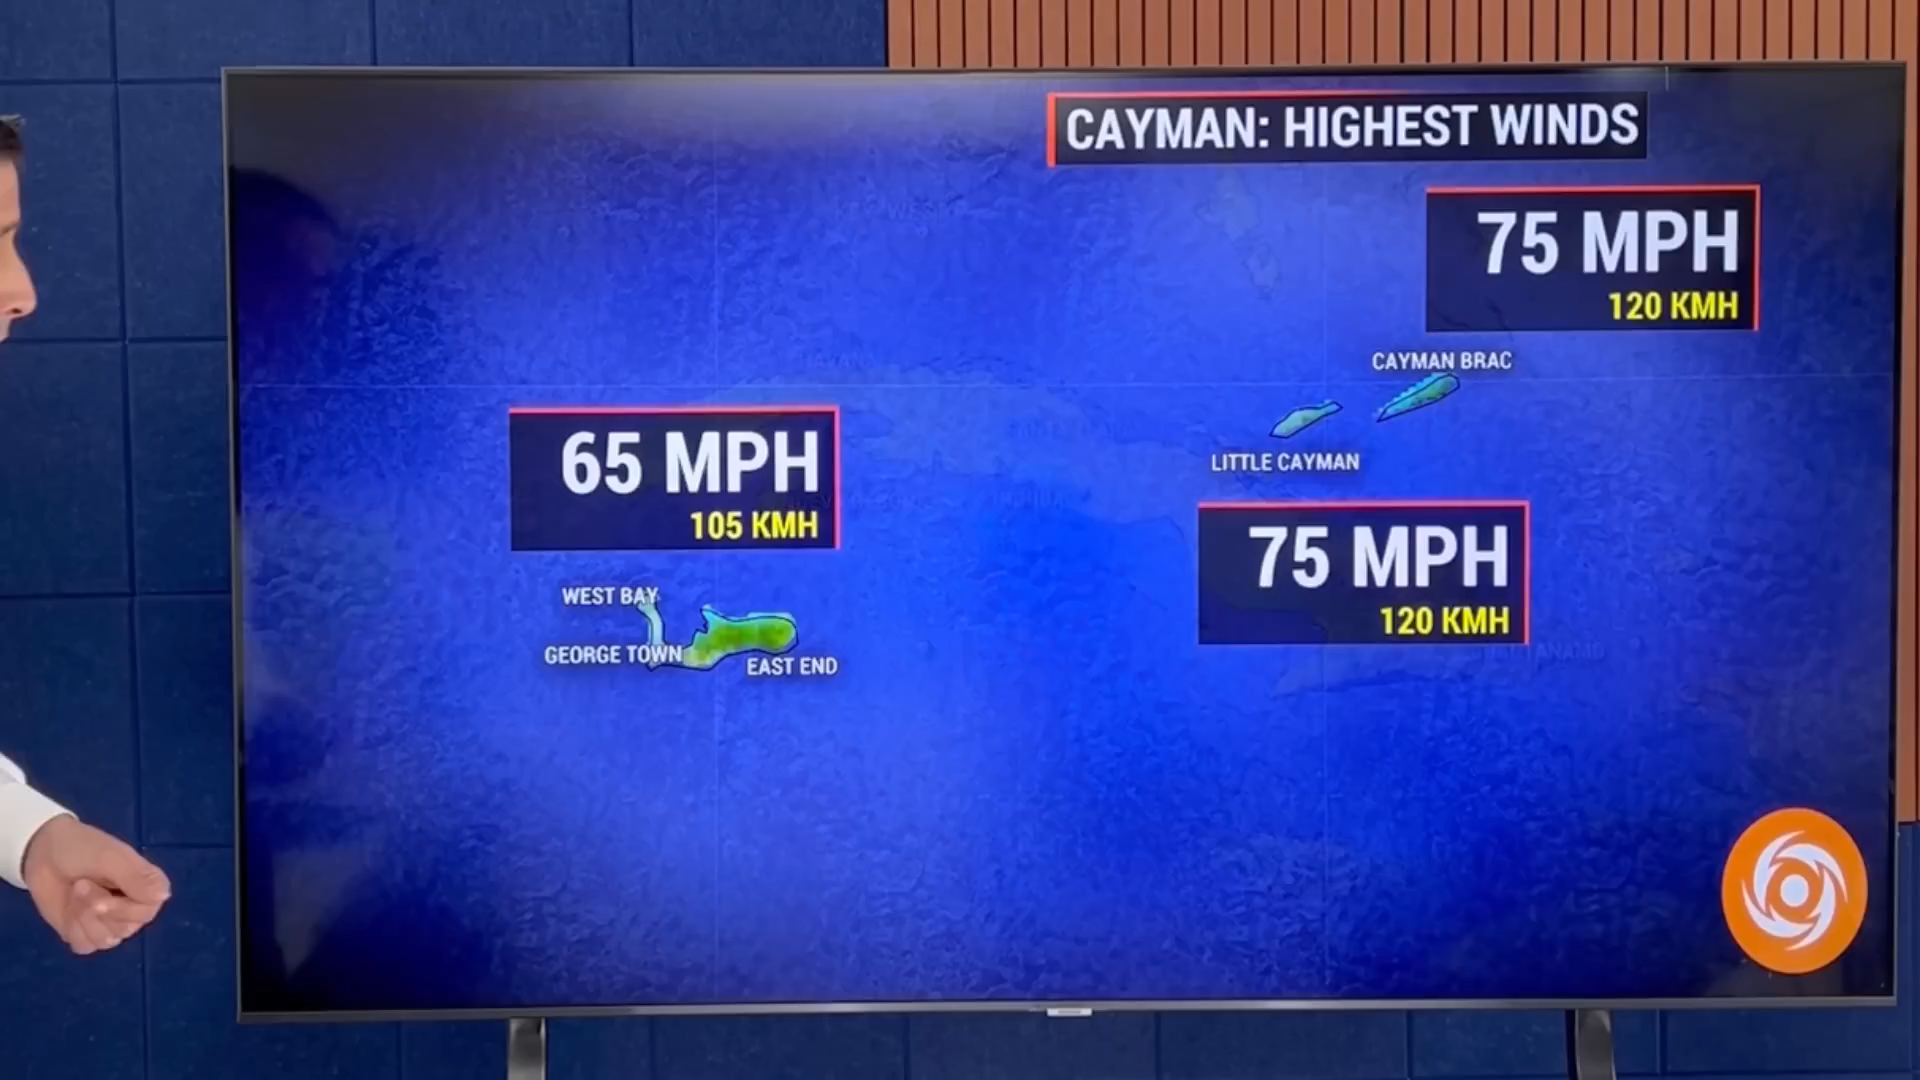 CAYMAN: HIGHEST WINDS
75 MPH
120 KMH
CAYMAN BRAC
LITTLE CAYMAN
65 MPH
105 KMH
75 MPH
120 KMH
WEST BAY
GEORGE TOWN
EAST END